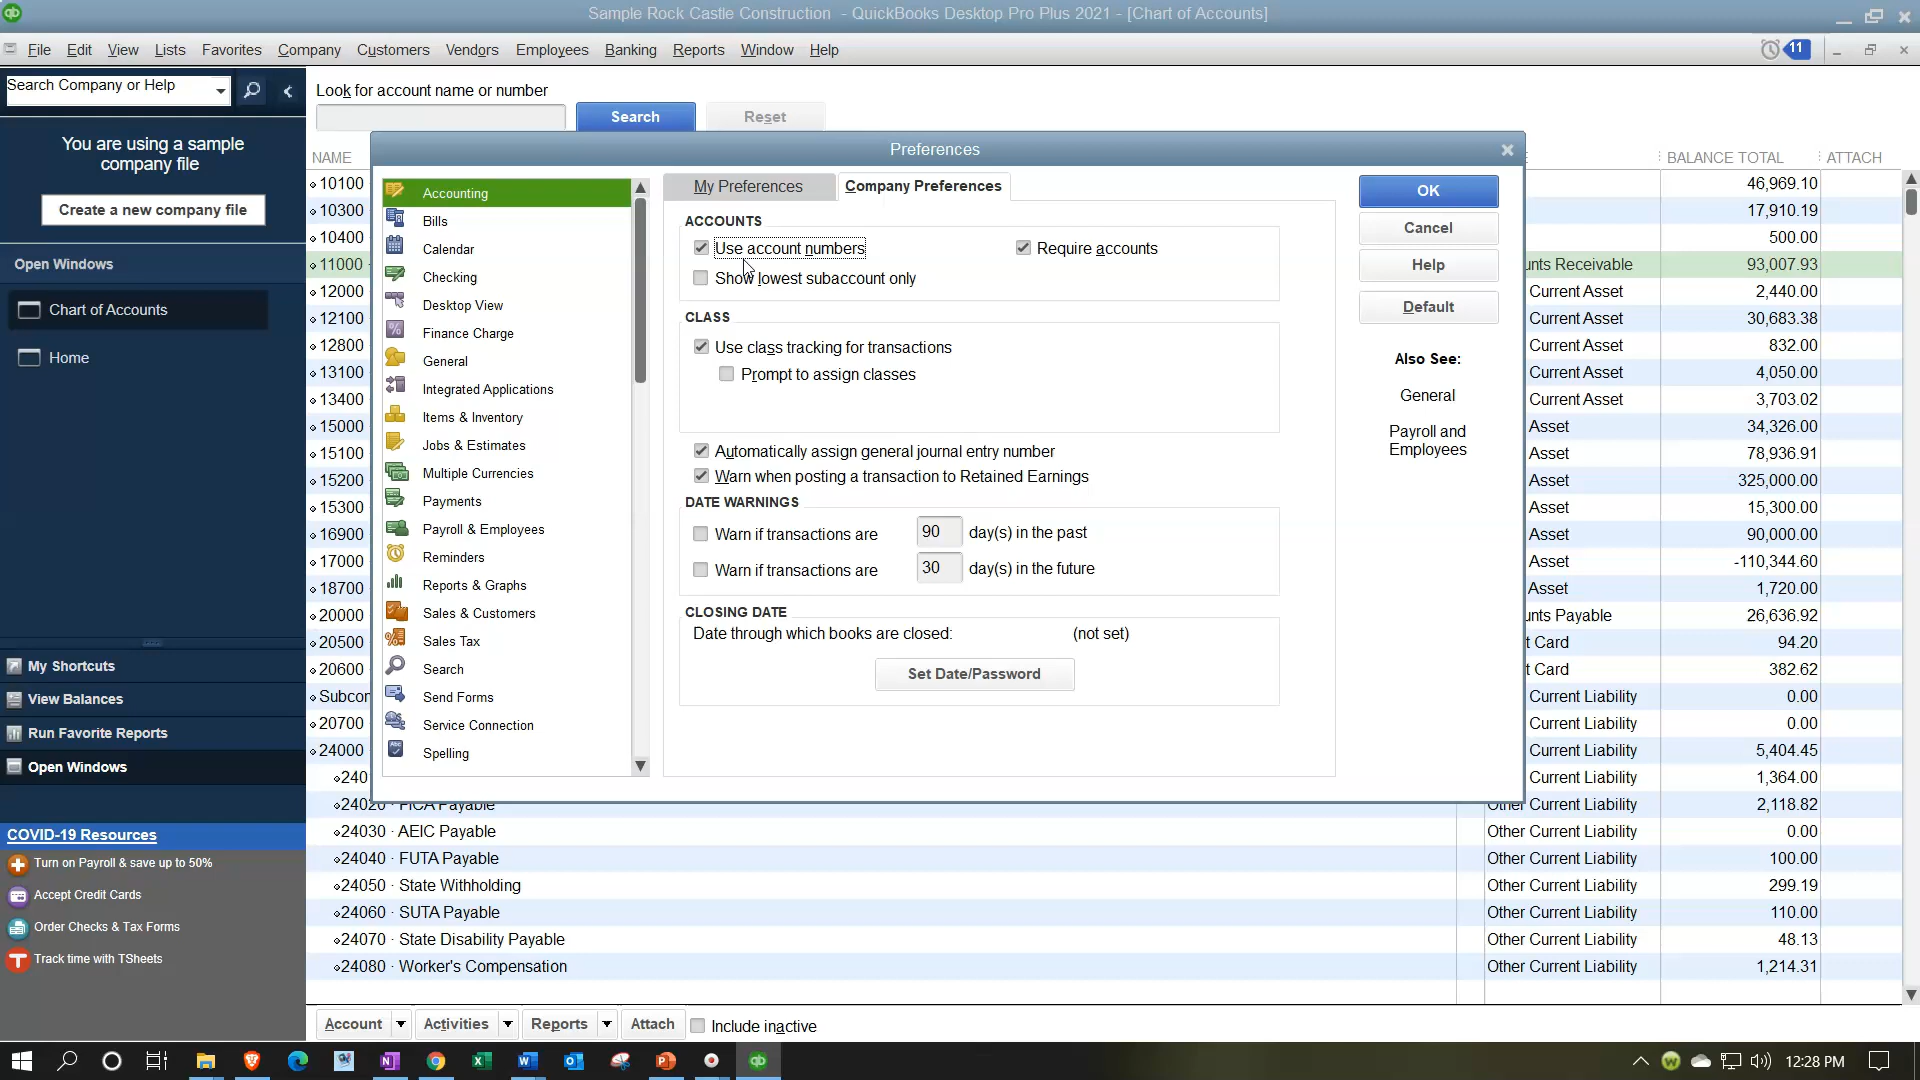 Sample Rock Castle Construction - QuickBooks Desktop Pro Plus 2021 - [Chart of Accounts]
File Edit View Lists Favorites Company Customers Vendors Employees Banking Reports Window Help
11
Search Company or Help
You are using a sample
company file
Create a new company file
Open Windows
Chart of Accounts
Home
My Shortcuts
View Balances
Run Favorite Reports
Open Windows
COVID-19 Resources
Turn on Payroll & save up to 50%
Accept Credit Cards
Order Checks & Tax Forms
Track time with TSheets
Look for account name or number
Search Reset
NAME BALANCE TOTAL ATTACH
10100 46,969.10
10300 17,910.19
10400 500.00
11000 unts Receivable 93,007.93
12000 Current Asset 2,440.00
12100 Current Asset 30,683.38
12800 Current Asset 832.00
13100 Current Asset 4,050.00
13400 Current Asset 3,703.02
15000 Asset 34,326.00
15100 Asset 78,936.91
15200 Asset 325,000.00
15300 Asset 15,300.00
16900 Asset 90,000.00
17000 Asset -110,344.60
18700 Asset 1,720.00
20000 unts Payable 26,636.92
20500 t Card 94.20
20600 t Card 382.62
Subcon Current Liability 0.00
20700 Current Liability 0.00
24000 Current Liability 5,404.45
240 Current Liability 1,364.00
24020 · FICA Payable Other Current Liability 2,118.82
24030 · AEIC Payable Other Current Liability 0.00
24040 · FUTA Payable Other Current Liability 100.00
24050 · State Withholding Other Current Liability 299.19
24060 · SUTA Payable Other Current Liability 110.00
24070 · State Disability Payable Other Current Liability 48.13
24080 · Worker's Compensation Other Current Liability 1,214.31
Preferences
Accounting
Bills
Calendar
Checking
Desktop View
Finance Charge
General
Integrated Applications
Items & Inventory
Jobs & Estimates
Multiple Currencies
Payments
Payroll & Employees
Reminders
Reports & Graphs
Sales & Customers
Sales Tax
Search
Send Forms
Service Connection
Spelling
My Preferences Company Preferences
ACCOUNTS
Use account numbers Require accounts
Show lowest subaccount only
CLASS
Use class tracking for transactions
Prompt to assign classes
Automatically assign general journal entry number
Warn when posting a transaction to Retained Earnings
DATE WARNINGS
Warn if transactions are 90 day(s) in the past
Warn if transactions are 30 day(s) in the future
CLOSING DATE
Date through which books are closed: (not set)
Set Date/Password
OK
Cancel
Help
Default
Also See:
General
Payroll and
Employees
Account Activities Reports Attach Include inactive
12:28 PM